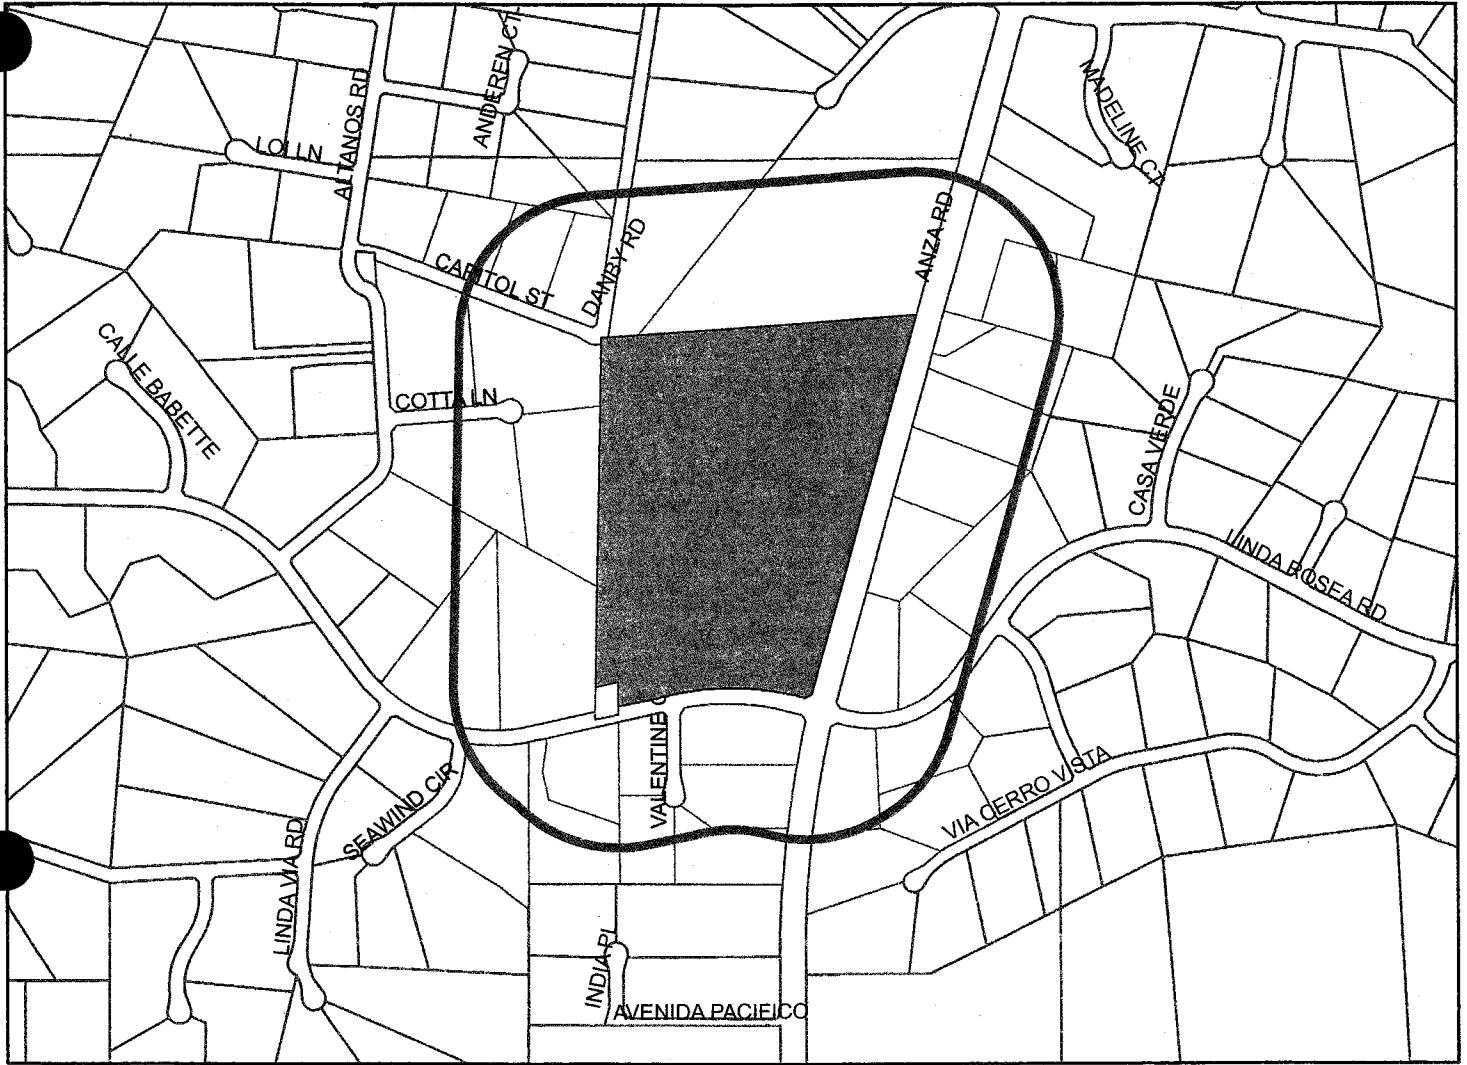 ANDEREN CT
ALTANOS RD
LOI LN
MADELINE CT
ANZA RD
DANBY RD
CAPITOL ST
CALLE BABETTE
COTTA LN
CASA VERDE
LINDA ROSEA RD
VALENTINE C
VIA CERRO VISTA
SEAWIND CIR
LINDA VIA RD
INDIA PL
AVENIDA PACIFICO